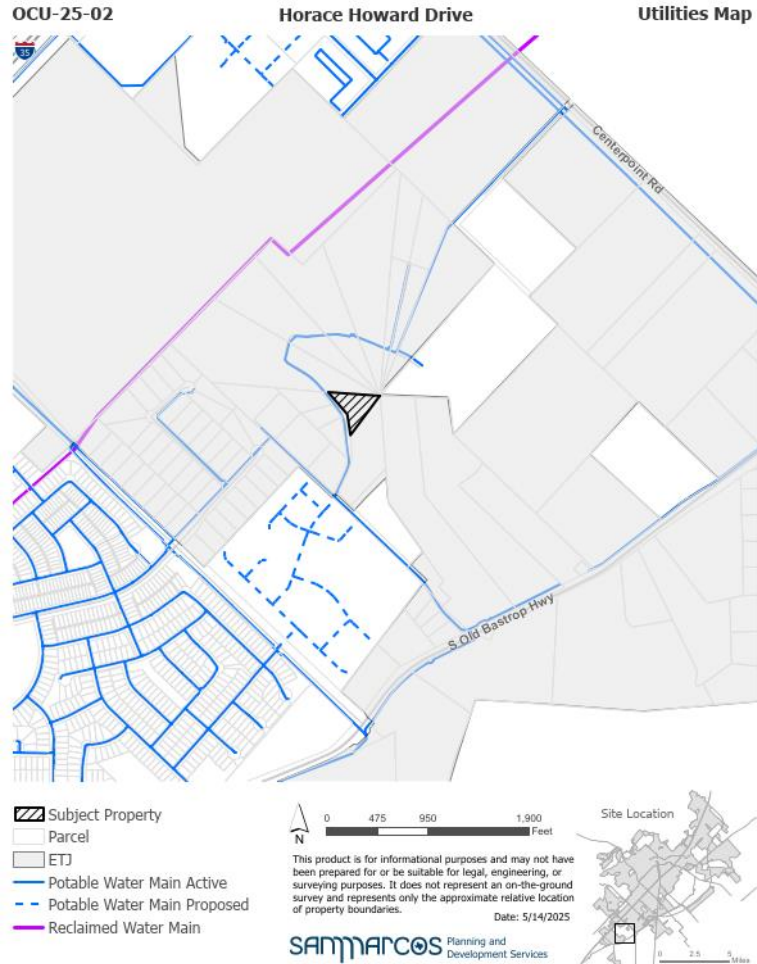 OCU-25-02 Horace Howard Drive Utilities Map
35
Centerpoint Rd
S Old Bastrop Hwy
Subject Property
Parcel
ETJ
Potable Water Main Active
Potable Water Main Proposed
Reclaimed Water Main
N
0 475 950 1,900
Feet
This product is for informational purposes and may not have
been prepared for or be suitable for legal, engineering, or
surveying purposes. It does not represent an on-the-ground
survey and represents only the approximate relative location
of property boundaries.
Date: 5/14/2025
SAN MARCOS Planning and
Development Services
Site Location
0 2.5 5
Miles